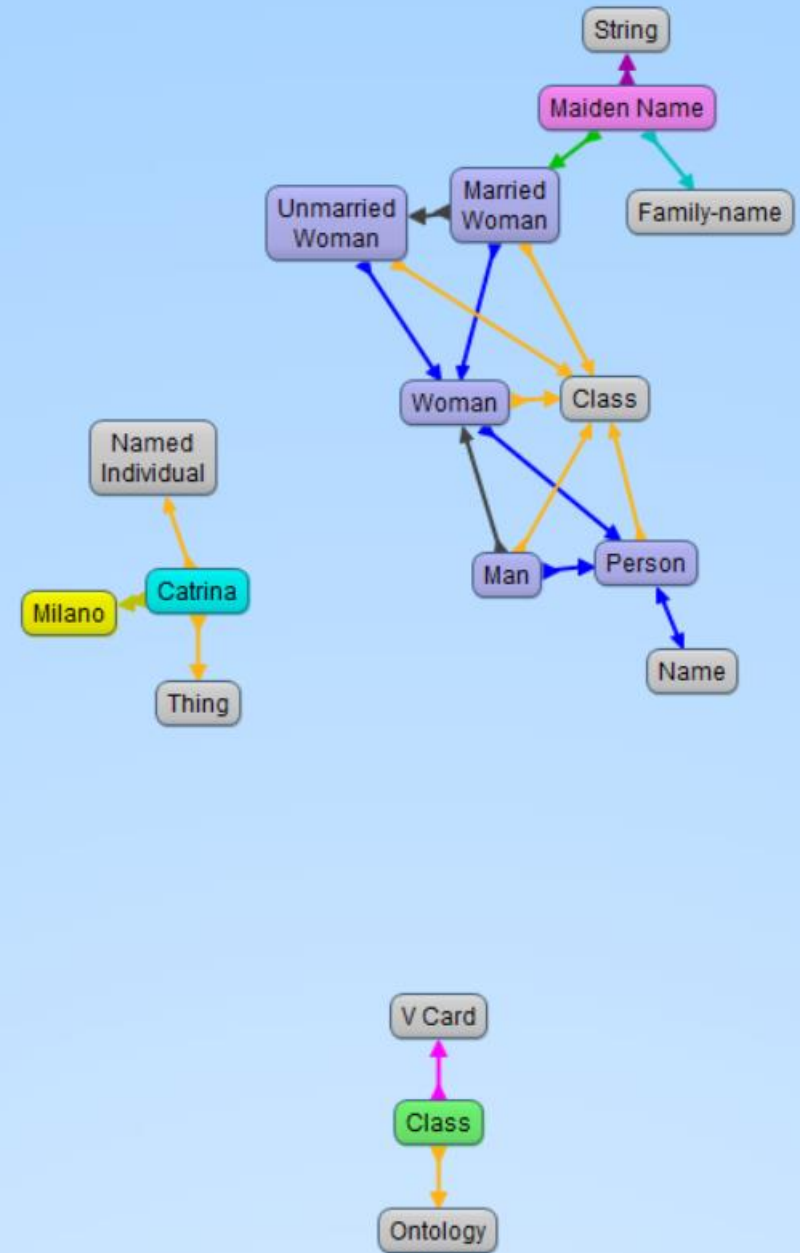 String
Maiden Name
Married
Woman
Unmarried
Woman
Family-name
Woman
Class
Named
Individual
Man
Person
Catrina
Milano
Name
Thing
V Card
Class
Ontology